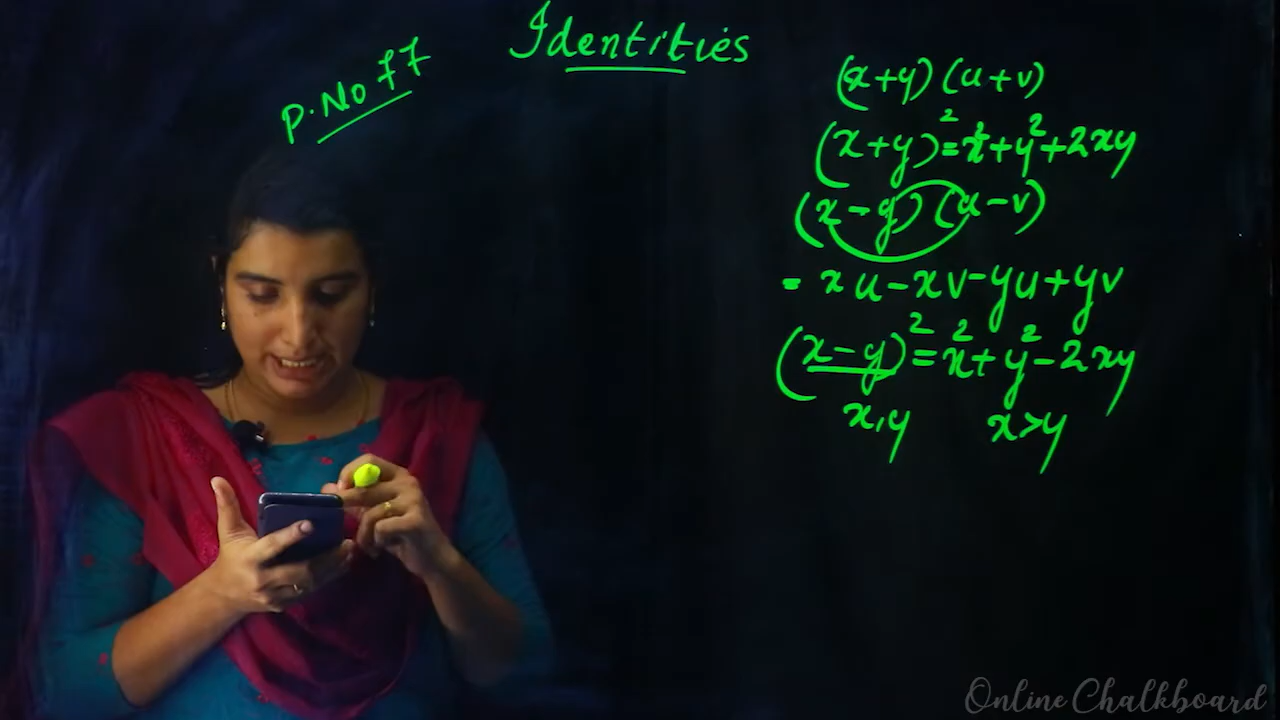 Identities
P.No 77
(x+y) (u+v)
(x+y)²=x²+y²+2xy
(x-y) (u-v)
= xu-xv-yu+yv
(x-y)²=x²+y²-2xy
x,y x>y
Online Chalkboard